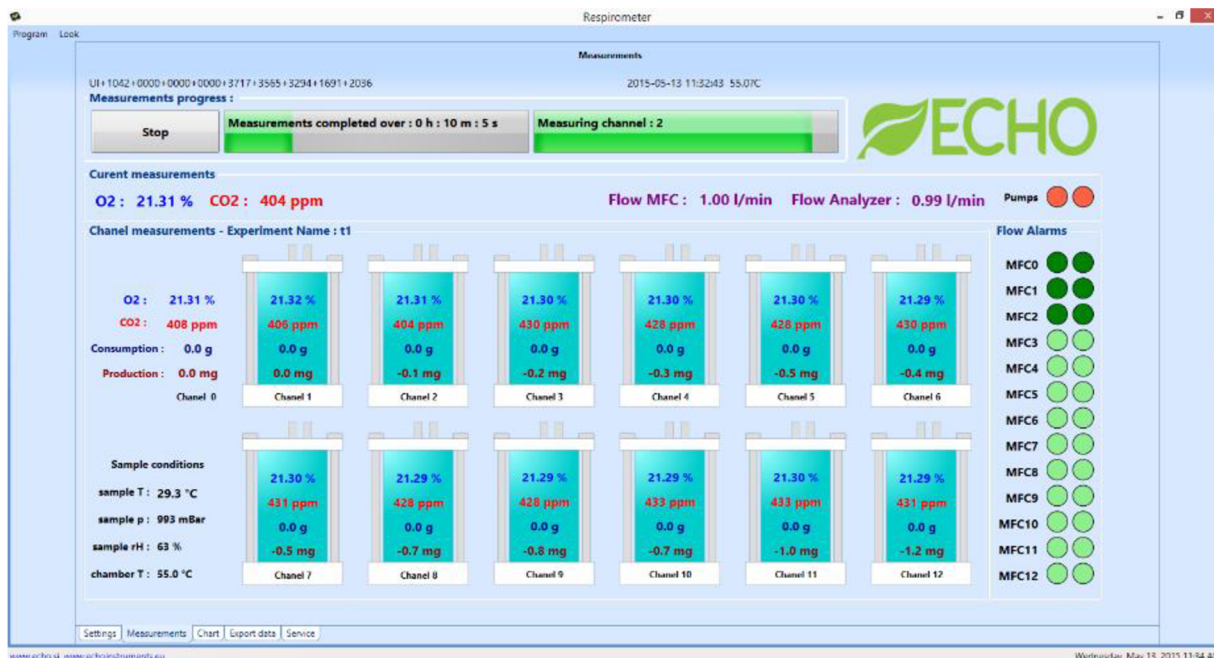 Respirometer
Program Look
Measurements
UI+1042+0000+0000+0000+3717+3565+3294+1691+2036
2015-05-13 11:32:43 55.07C
Measurements progress :
Stop
Measurements completed over : 0 h : 10 m : 5 s
Measuring channel : 2
ECHO
Curent measurements
O2 : 21.31 % CO2 : 404 ppm
Flow MFC : 1.00 l/min Flow Analyzer : 0.99 l/min
Pumps
Chanel measurements - Experiment Name : t1
Flow Alarms
O2 : 21.31 %
CO2 : 408 ppm
Consumption : 0.0 g
Production : 0.0 mg
Chanel 0
21.32 %
406 ppm
0.0 g
0.0 mg
Chanel 1
21.31 %
404 ppm
0.0 g
-0.1 mg
Chanel 2
21.30 %
430 ppm
0.0 g
-0.2 mg
Chanel 3
21.30 %
428 ppm
0.0 g
-0.3 mg
Chanel 4
21.30 %
428 ppm
0.0 g
-0.5 mg
Chanel 5
21.29 %
430 ppm
0.0 g
-0.4 mg
Chanel 6
Sample conditions
sample T : 29.3 °C
sample p : 993 mBar
sample rH : 63 %
chamber T : 55.0 °C
21.30 %
431 ppm
0.0 g
-0.5 mg
Chanel 7
21.29 %
428 ppm
0.0 g
-0.7 mg
Chanel 8
21.29 %
428 ppm
0.0 g
-0.8 mg
Chanel 9
21.29 %
433 ppm
0.0 g
-0.7 mg
Chanel 10
21.30 %
433 ppm
0.0 g
-1.0 mg
Chanel 11
21.29 %
431 ppm
0.0 g
-1.2 mg
Chanel 12
MFC0
MFC1
MFC2
MFC3
MFC4
MFC5
MFC6
MFC7
MFC8
MFC9
MFC10
MFC11
MFC12
Settings Measurements Chart Export data Service
www.echo.si www.echoinstruments.eu
Wednesday, May 13, 2015 11:34